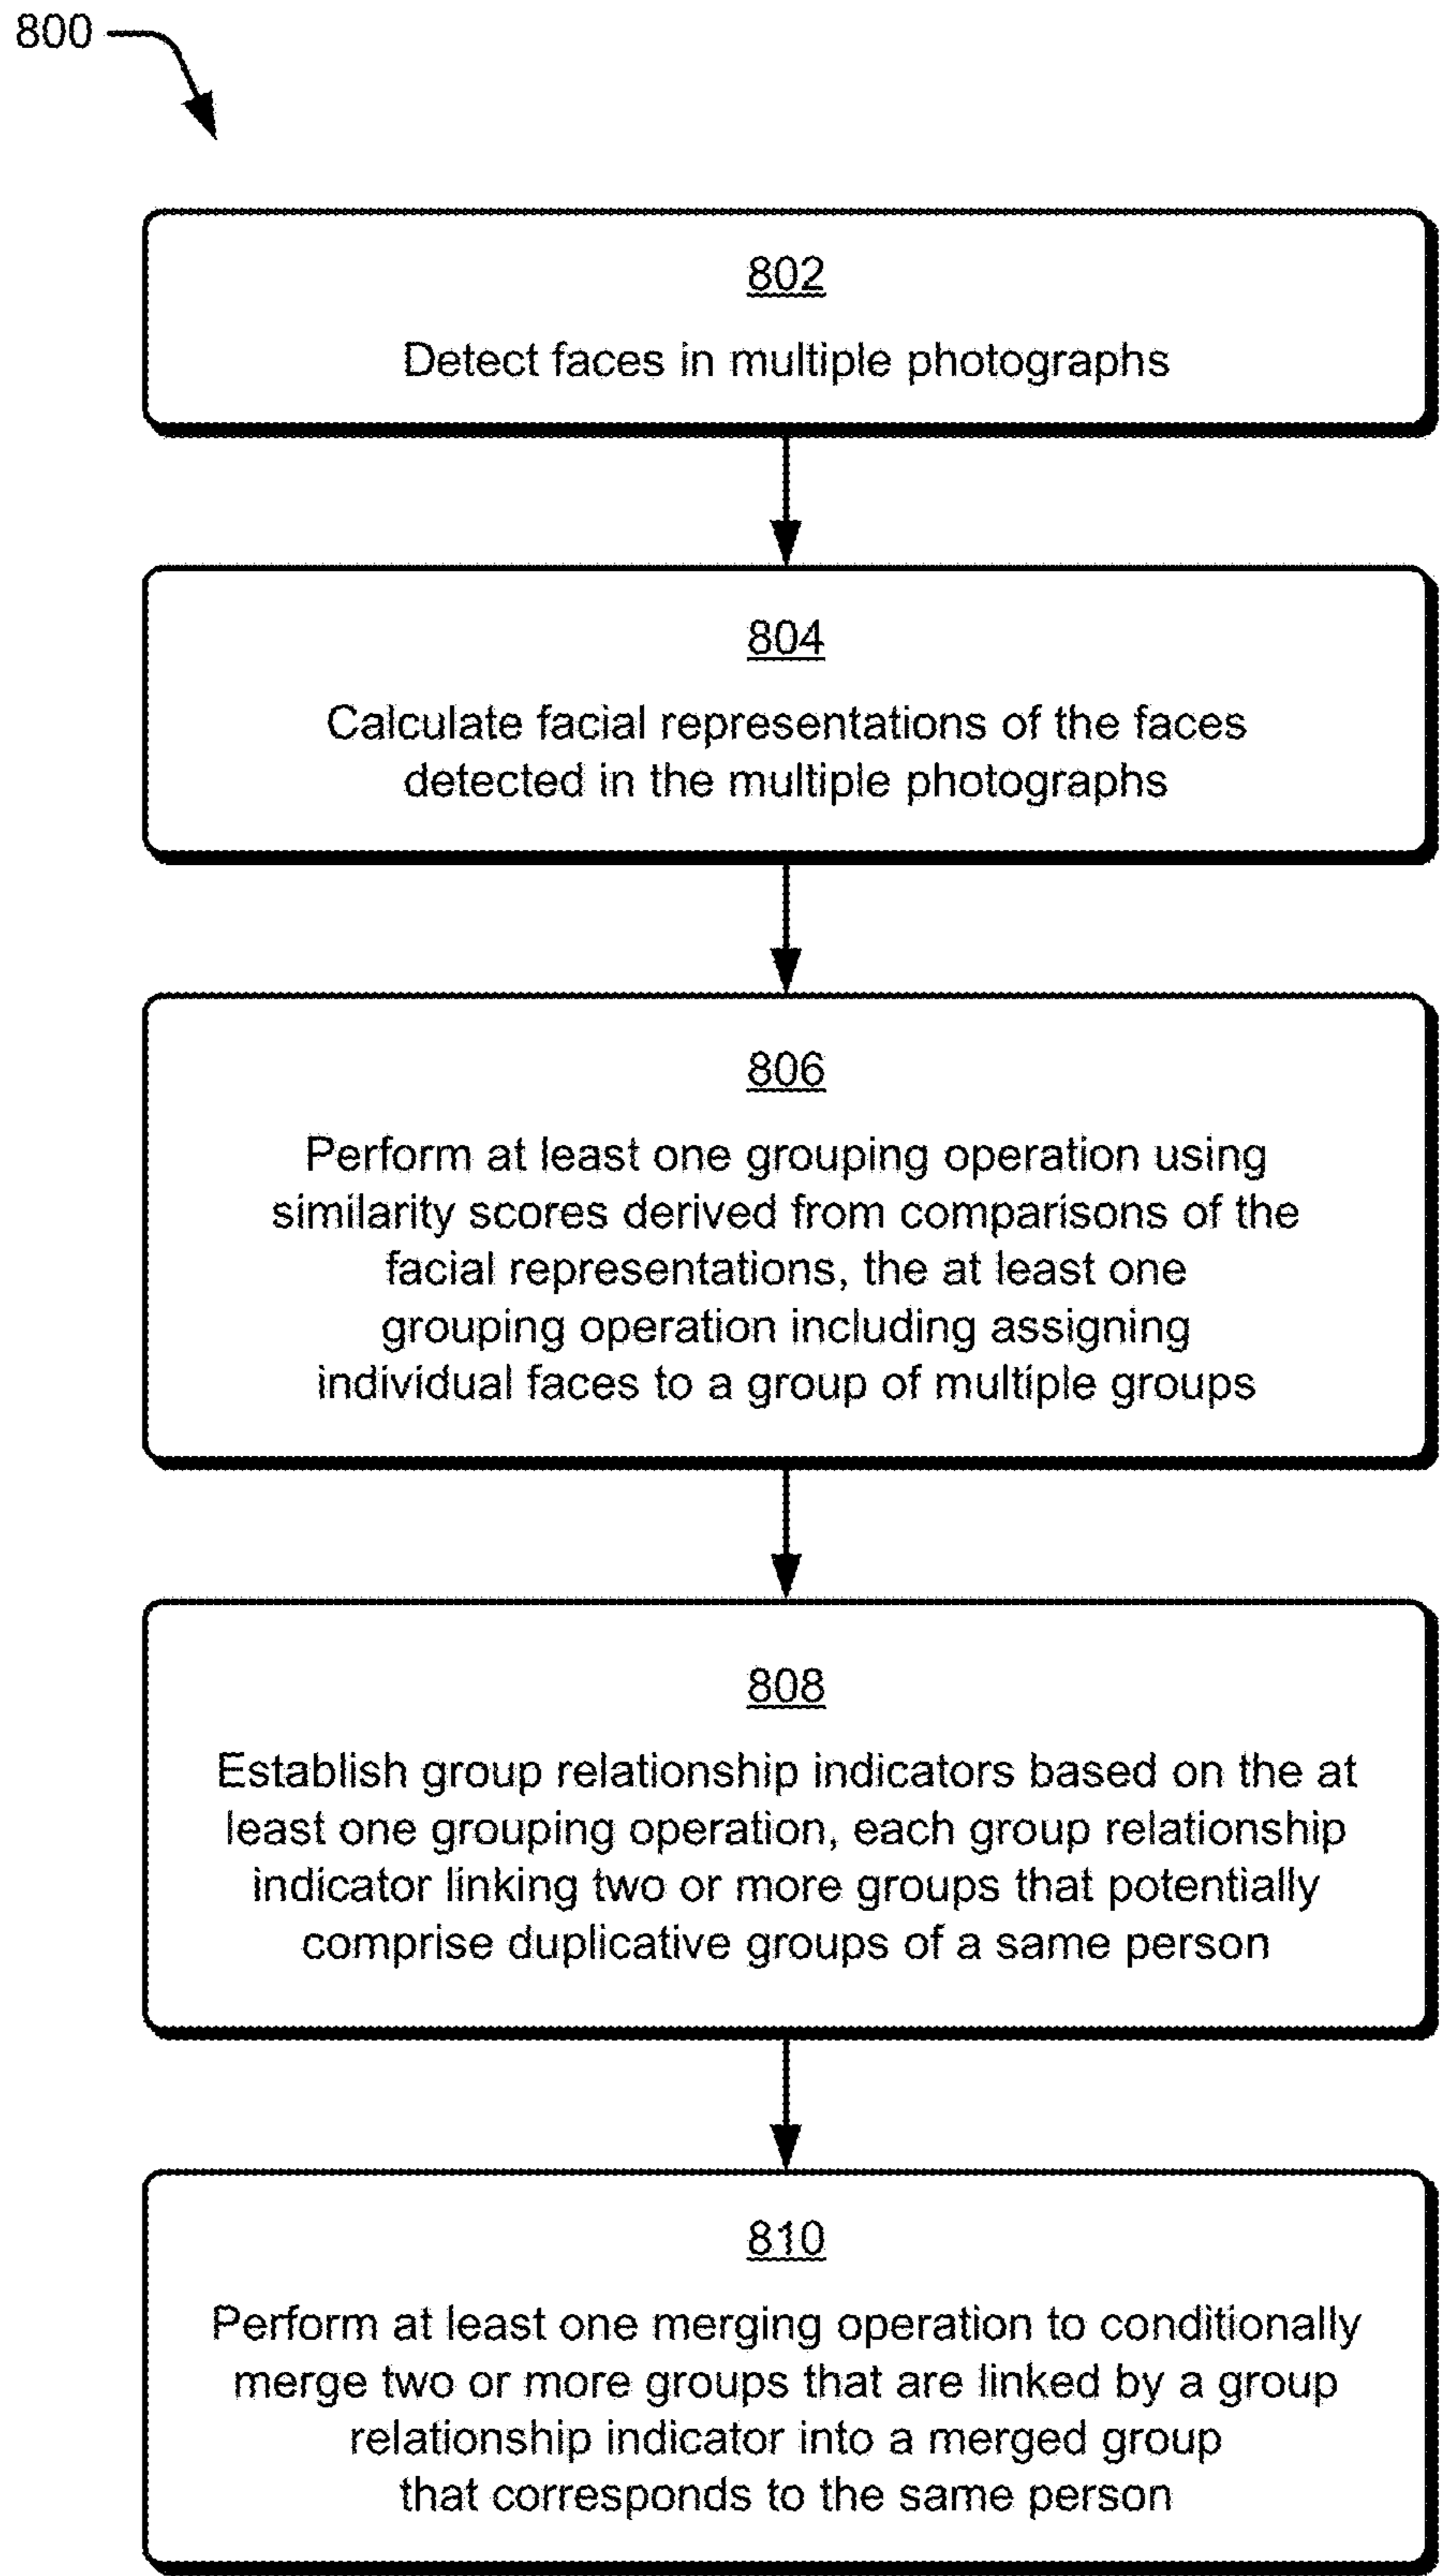 800
802
Detect faces in multiple photographs
804
Calculate facial representations of the faces
detected in the multiple photographs
806
Perform at least one grouping operation using
similarity scores derived from comparisons of the
facial representations, the at least one
grouping operation including assigning
individual faces to a group of multiple groups
808
Establish group relationship indicators based on the at
least one grouping operation, each group relationship
indicator linking two or more groups that potentially
comprise duplicative groups of a same person
810
Perform at least one merging operation to conditionally
merge two or more groups that are linked by a group
relationship indicator into a merged group
that corresponds to the same person